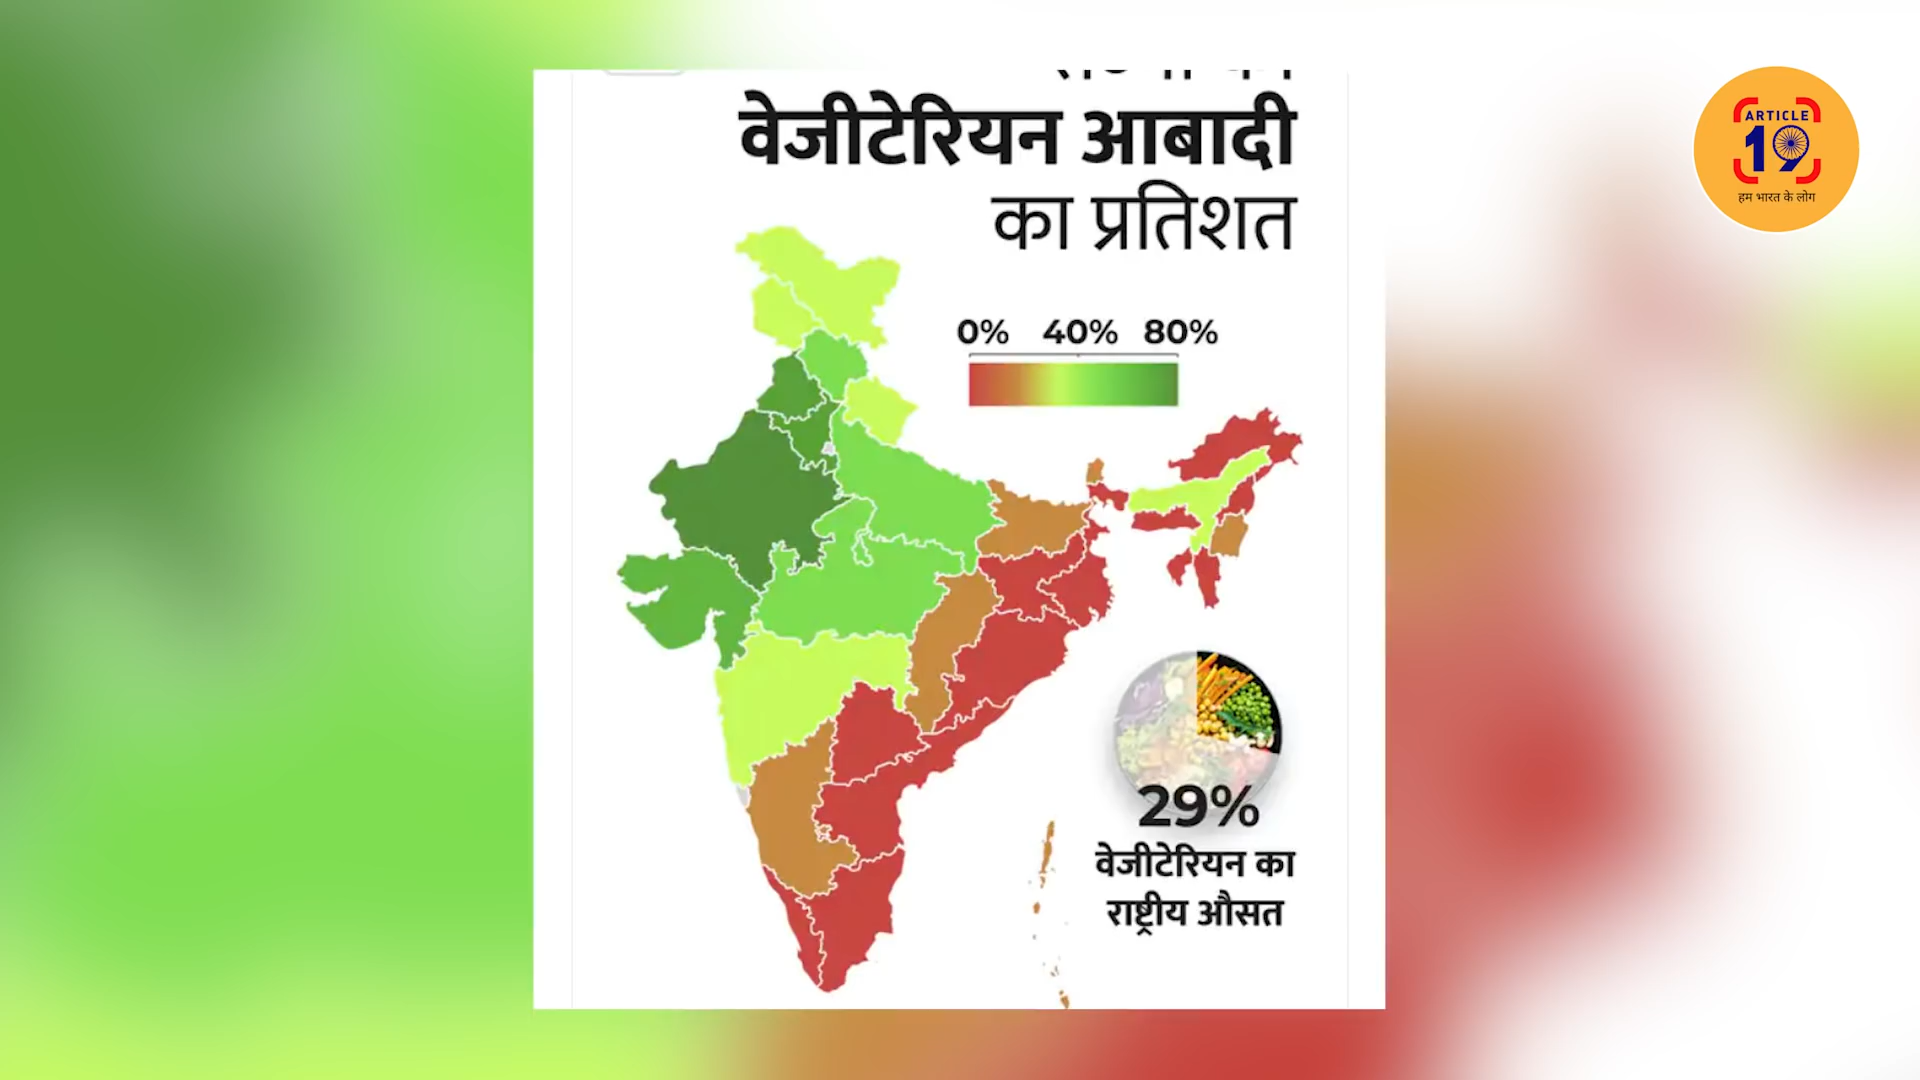 वेजीटेरियन आबादी
का प्रतिशत
0% 40% 80%
29%
वेजीटेरियन का
राष्ट्रीय औसत
ARTICLE
19
हम भारत के लोग